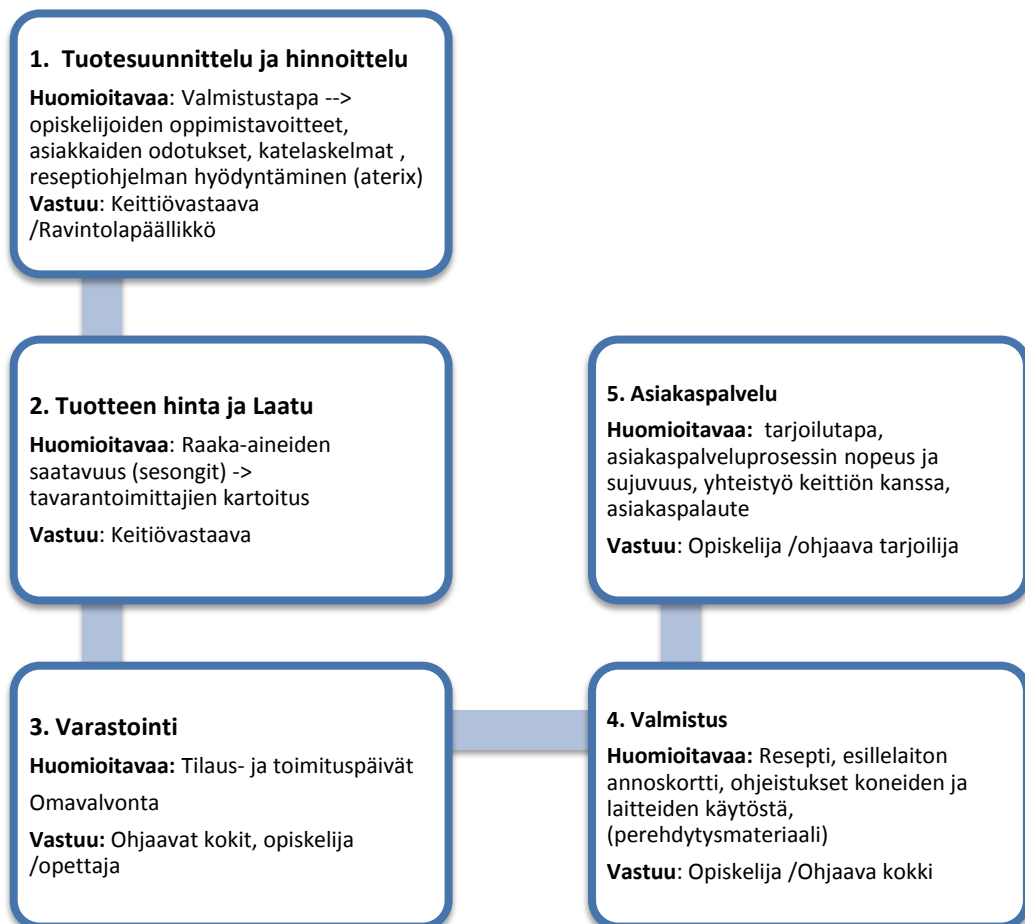 1. Tuotesuunnittelu ja hinnoittelu
Huomioitavaa: Valmistustapa -->
opiskelijoiden oppimistavoitteet,
asiakkaiden odotukset, katelaskelmat ,
reseptiohjelman hyödyntäminen (aterix)
Vastuu: Keittiövastaava
/Ravintolapäällikkö
2. Tuotteen hinta ja Laatu
Huomioitavaa: Raaka-aineiden
saatavuus (sesongit) ->
tavarantoimittajien kartoitus
Vastuu: Keitiövastaava
3. Varastointi
Huomioitavaa: Tilaus- ja toimituspäivät
Omavalvonta
Vastuu: Ohjaavat kokit, opiskelija
/opettaja
4. Valmistus
Huomioitavaa: Resepti, esillelaiton
annoskortti, ohjeistukset koneiden ja
laitteiden käytöstä,
(perehdytysmateriaali)
Vastuu: Opiskelija /Ohjaava kokki
5. Asiakaspalvelu
Huomioitavaa: tarjoilutapa,
asiakaspalveluprosessin nopeus ja
sujuvuus, yhteistyö keittiön kanssa,
asiakaspalaute
Vastuu: Opiskelija /ohjaava tarjoilija